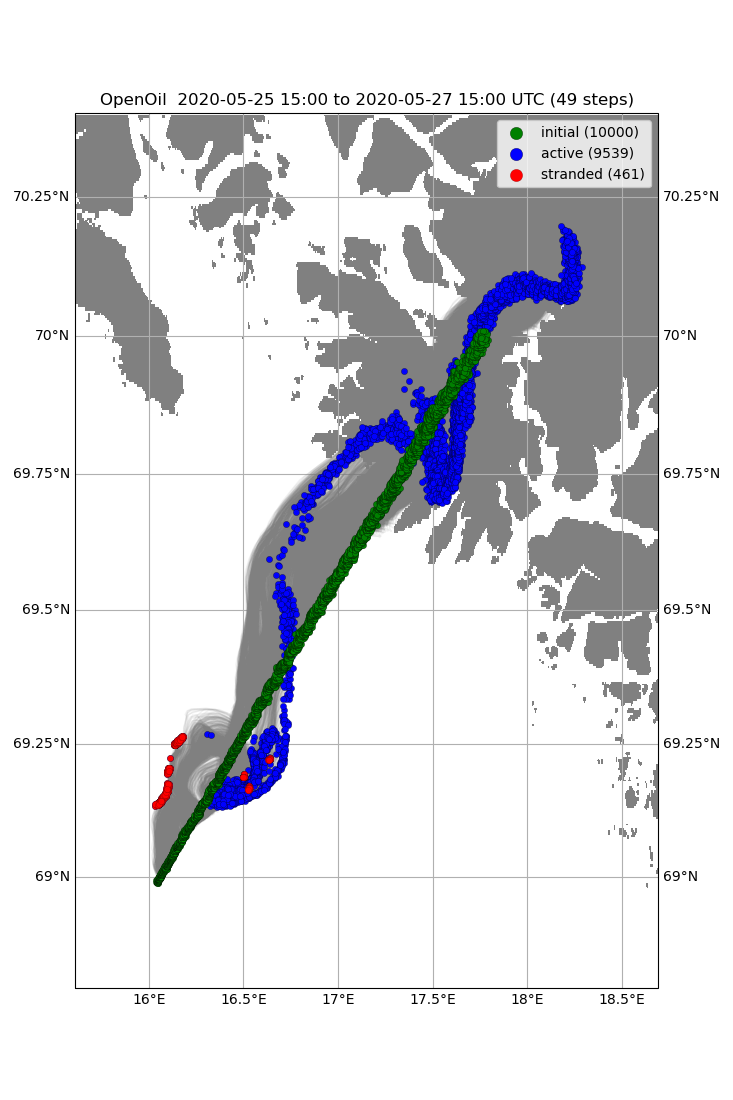 OpenOil  2020-05-25 15:00 to 2020-05-27 15:00 UTC (49 steps)
initial (10000)
active (9539)
stranded (461)
70.25°N 70.25°N
70°N 70°N
69.75°N 69.75°N
69.5°N 69.5°N
69.25°N 69.25°N
69°N 69°N
16°E 16.5°E 17°E 17.5°E 18°E 18.5°E